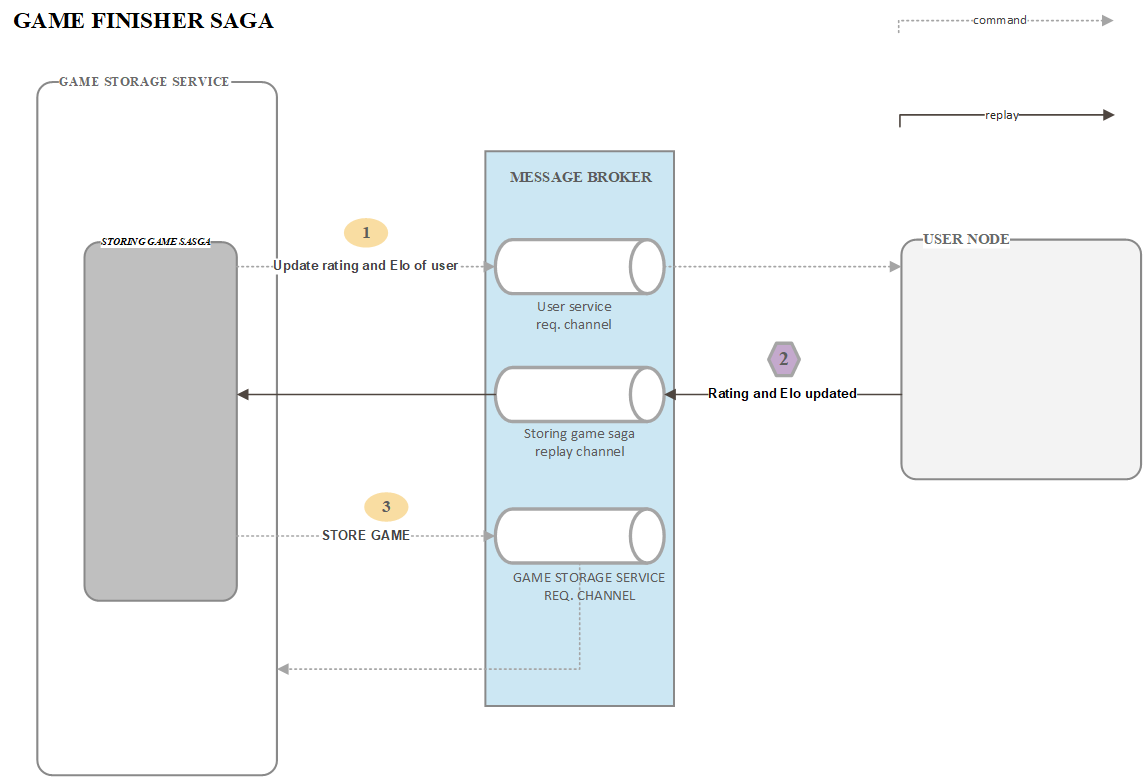 GAME FINISHER SAGA
command
GAME STORAGE SERVICE
replay
MESSAGE BROKER
1
STORING GAME SASGA
USER NODE
Update rating and Elo of user
User service
req. channel
2
Rating and Elo updated
Storing game saga
replay channel
3
STORE GAME
GAME STORAGE SERVICE
REQ. CHANNEL